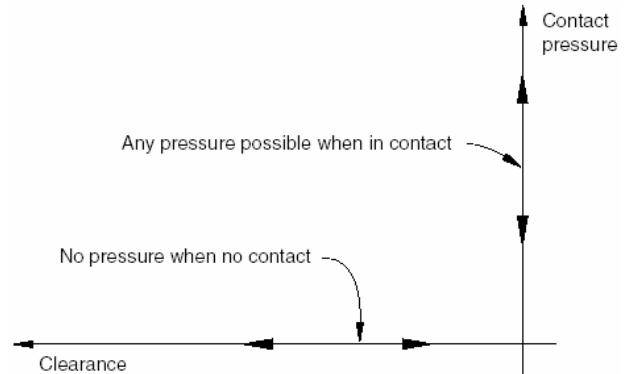 Contact
pressure
Any pressure possible when in contact
No pressure when no contact
Clearance